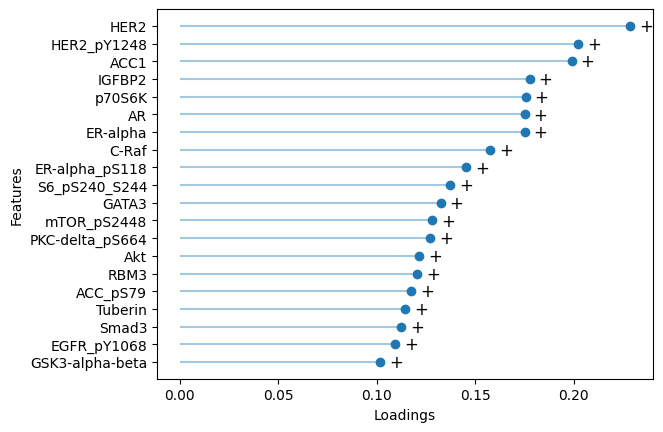 HER2 +
HER2_pY1248 +
ACC1 +
IGFBP2 +
p70S6K +
AR +
ER-alpha +
C-Raf +
ER-alpha_pS118 +
S6_pS240_S244 +
GATA3 +
mTOR_pS2448 +
PKC-delta_pS664 +
Akt +
RBM3 +
ACC_pS79 +
Tuberin +
Smad3 +
EGFR_pY1068 +
GSK3-alpha-beta +
Features
0.00 0.05 0.10 0.15 0.20
Loadings